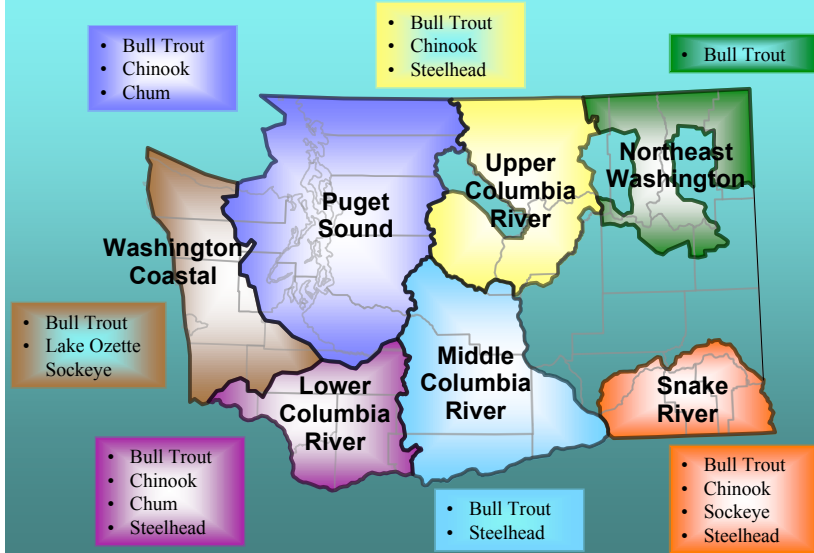 • Bull Trout
• Chinook
• Chum
• Bull Trout
• Chinook
• Steelhead
• Bull Trout
Upper
Columbia
River
Northeast
Washington
Puget
Sound
Washington
Coastal
• Bull Trout
• Lake Ozette
Sockeye
Lower
Columbia
River
Middle
Columbia
River
Snake
River
• Bull Trout
• Chinook
• Chum
• Steelhead
• Bull Trout
• Steelhead
• Bull Trout
• Chinook
• Sockeye
• Steelhead